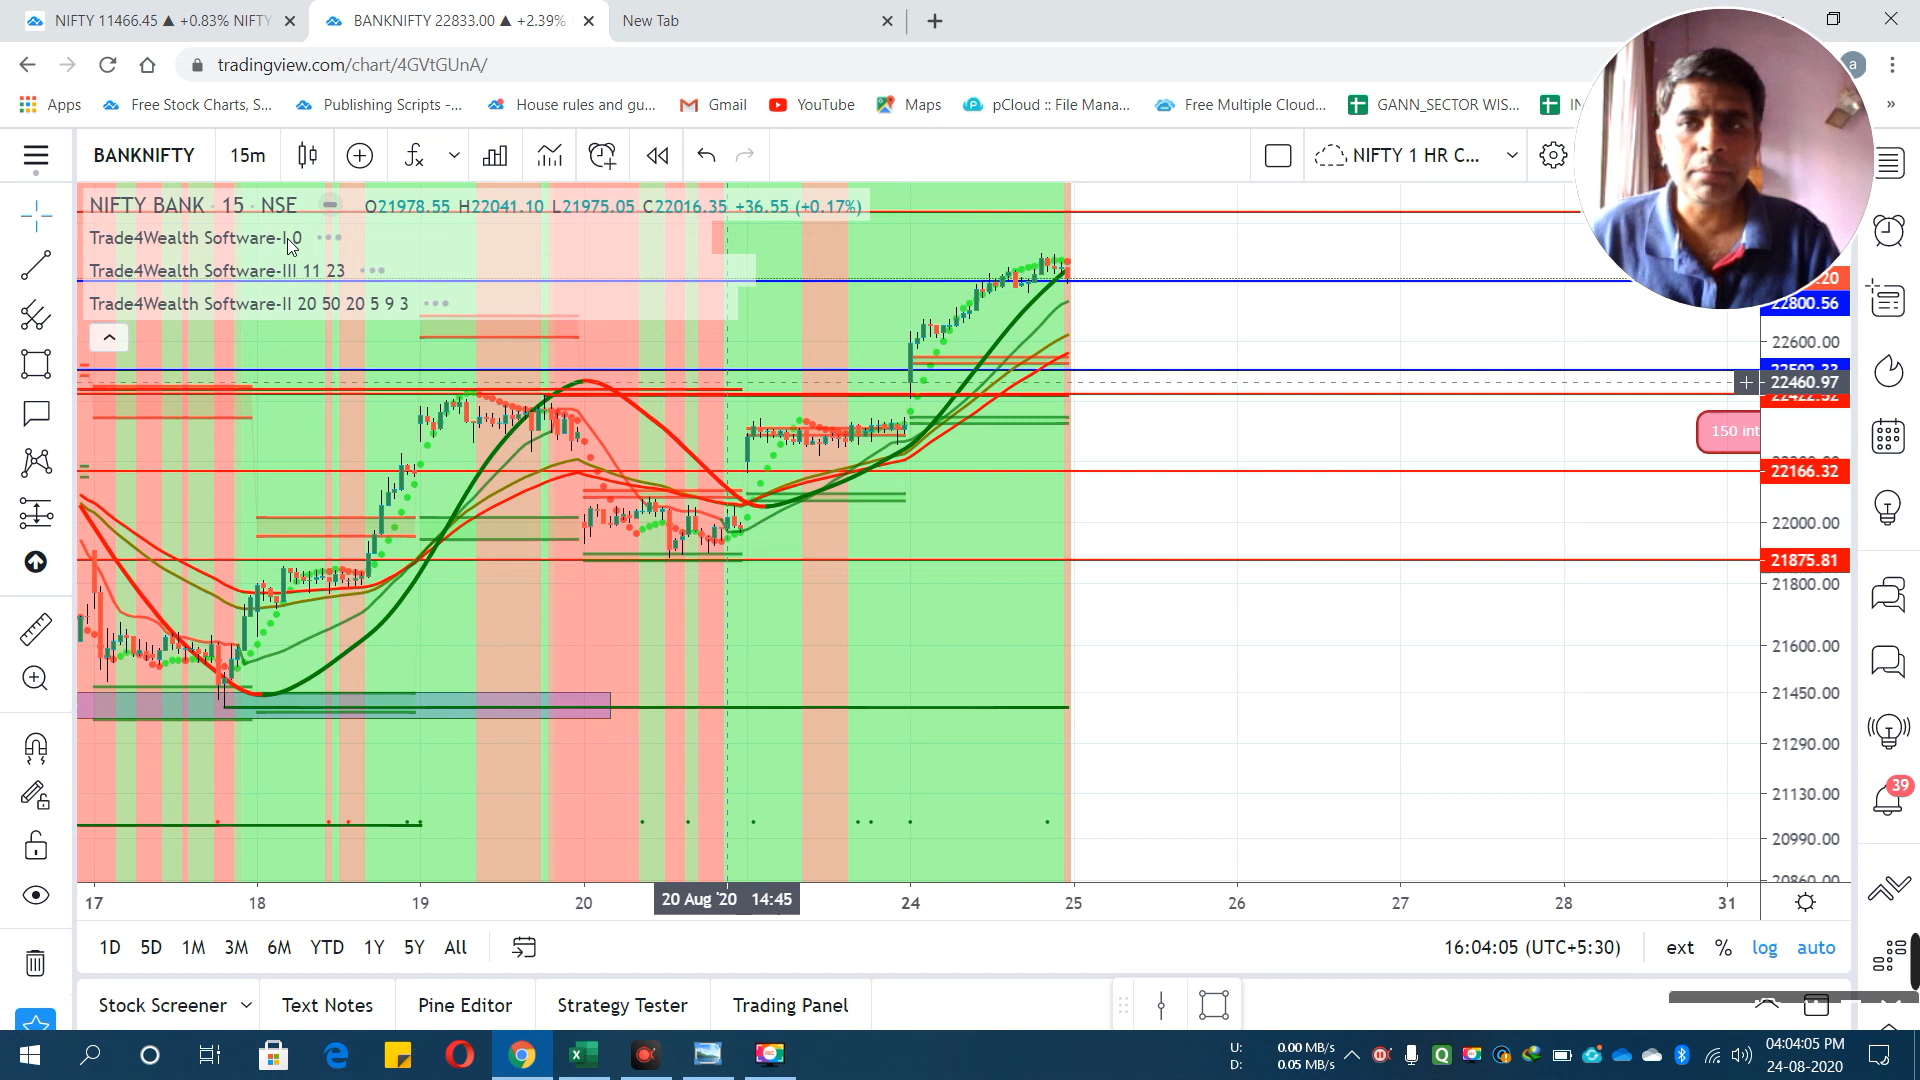 NIFTY 11466.45 ▲ +0.83% NIFTY
BANKNIFTY 22833.00 ▲ +2.39%
New Tab
tradingview.com/chart/4GVtGUnA/
a
Apps
Free Stock Charts, S...
Publishing Scripts -...
House rules and gu...
Gmail
YouTube
Maps
pCloud :: File Mana...
Free Multiple Cloud...
GANN_SECTOR WIS...
»
BANKNIFTY
15m
NIFTY 1 HR C...
NIFTY BANK · 15 · NSE
O21978.55 H22041.10 L21975.05 C22016.35 +36.55 (+0.17%)
Trade4Wealth Software-I 0
Trade4Wealth Software-III 11 23
Trade4Wealth Software-II 20 50 20 5 9 3
22800.56
22600.00
22460.97
150 int
22166.32
22000.00
21875.81
21800.00
21600.00
21450.00
21290.00
21130.00
20990.00
39
17
18
19
20
20 Aug '20 14:45
24
25
26
27
28
31
1D
5D
1M
3M
6M
YTD
1Y
5Y
All
16:04:05 (UTC+5:30)
ext
%
log
auto
Stock Screener
Text Notes
Pine Editor
Strategy Tester
Trading Panel
U: 0.00 MB/s
D: 0.05 MB/s
04:04:05 PM
24-08-2020